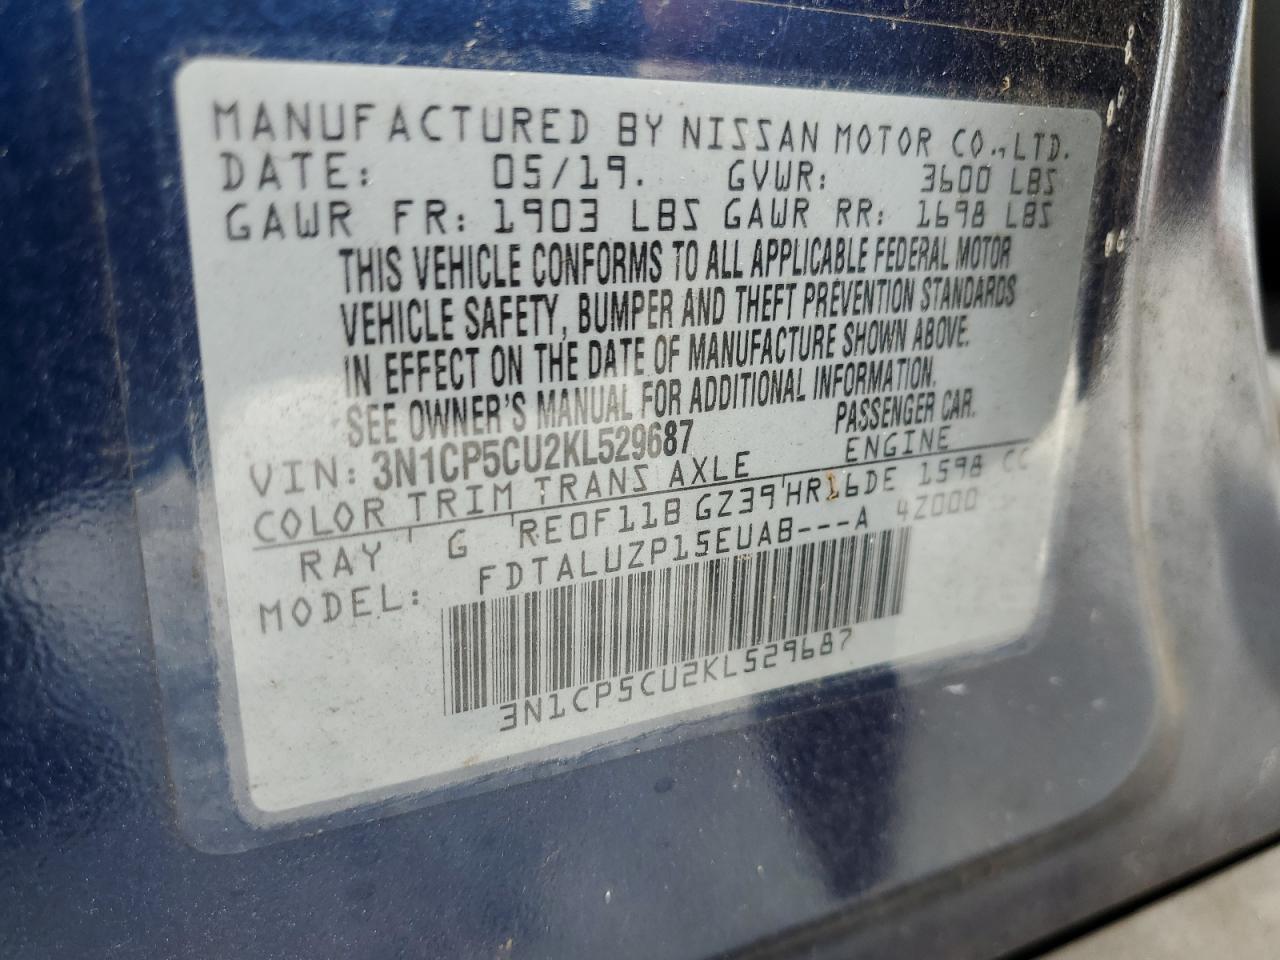 MANUFACTURED BY NISSAN MOTOR CO.,LTD.
DATE: 05/19. GVWR: 3600 LBS
GAWR FR: 1903 LBS GAWR RR: 1698 LBS
THIS VEHICLE CONFORMS TO ALL APPLICABLE FEDERAL MOTOR
VEHICLE SAFETY, BUMPER AND THEFT PREVENTION STANDARDS
IN EFFECT ON THE DATE OF MANUFACTURE SHOWN ABOVE.
SEE OWNER'S MANUAL FOR ADDITIONAL INFORMATION.
VIN: 3N1CP5CU2KL529687 PASSENGER CAR.
COLOR TRIM TRANS AXLE ENGINE
RAY G RE0F11B GZ39 HR16DE 1598 CC
MODEL: FDTALUZP15EUAB---A 4Z000
3N1CP5CU2KL529687